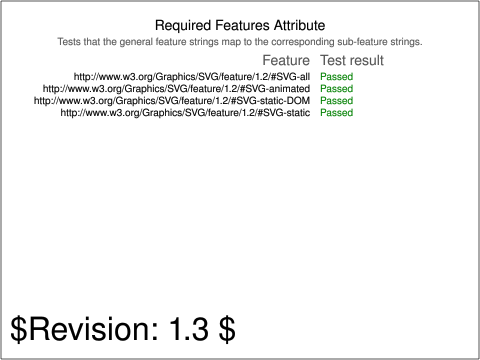 Required Features Attribute
Tests that the general feature strings map to the corresponding sub-feature strings.
Feature Test result
http://www.w3.org/Graphics/SVG/feature/1.2/#SVG-all Passed
http://www.w3.org/Graphics/SVG/feature/1.2/#SVG-animated Passed
http://www.w3.org/Graphics/SVG/feature/1.2/#SVG-static-DOM Passed
http://www.w3.org/Graphics/SVG/feature/1.2/#SVG-static Passed
$Revision: 1.3 $